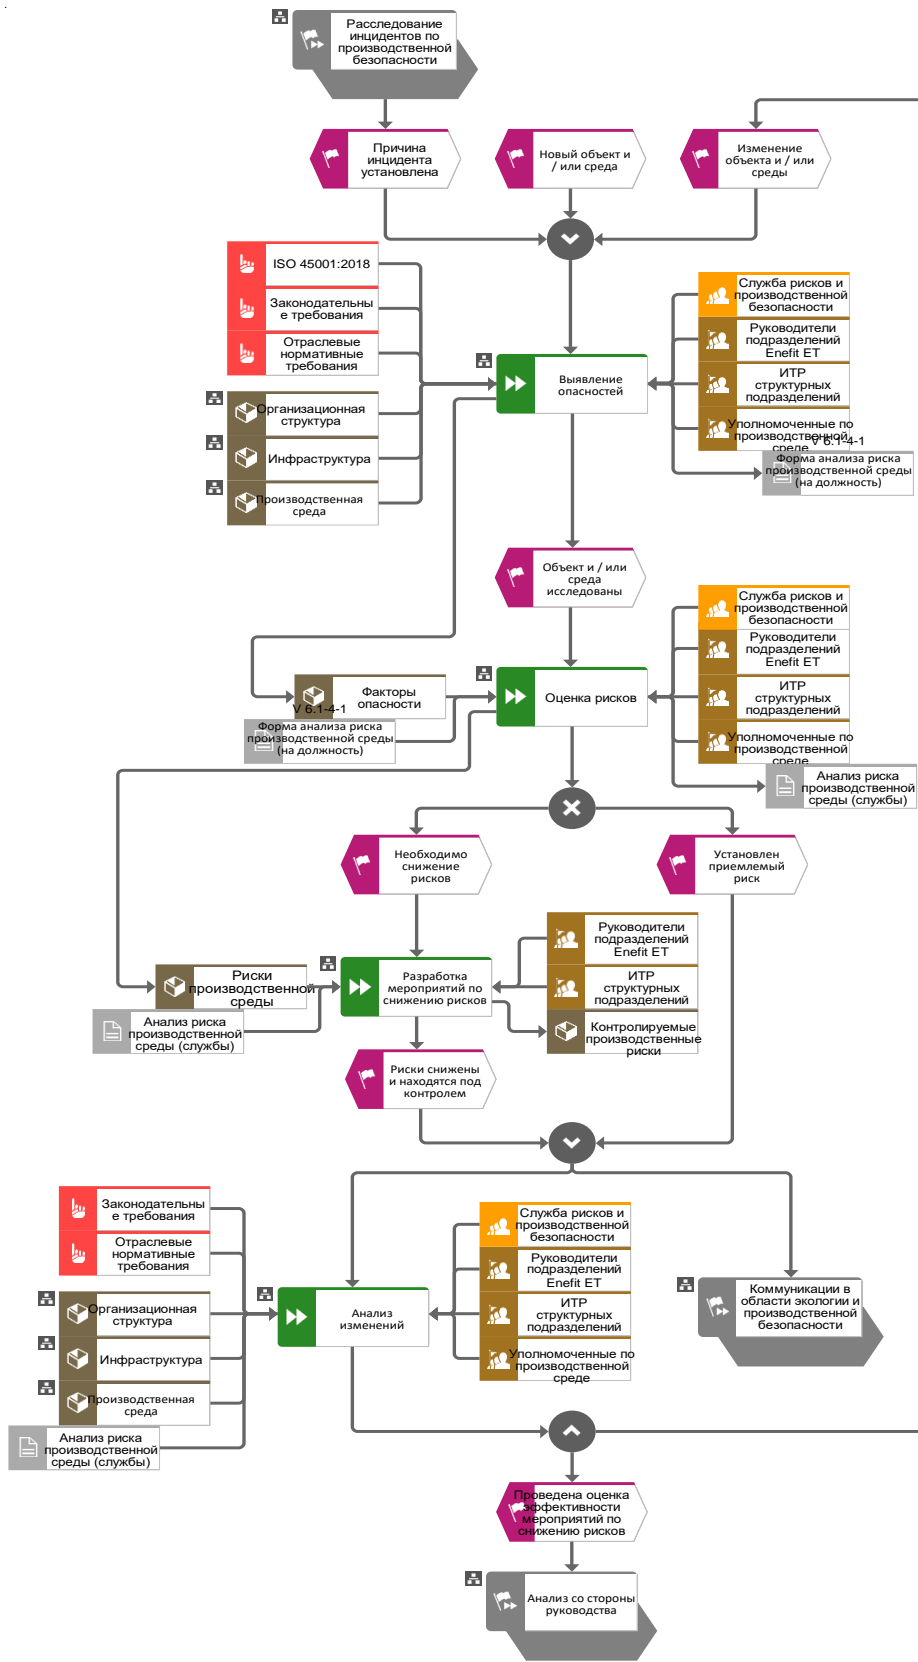 Расследование
инцидентов по
производственной
безопасности
Причина
инцидента
установлена
Новый объект и
/ или среда
Изменение
объекта и / или
среды
ISO 45001:2018
Законодательны
е требования
Отраслевые
нормативные
требования
Организационная
структура
Инфраструктура
Производственная
среда
Выявление
опасностей
Служба рисков и
производственной
безопасности
Руководители
подразделений
Enefit ET
ИТР
структурных
подразделений
Уполномоченные по
производственной
среде
V 6.1-4-1
Форма анализа риска
производственной среды
(на должность)
Объект и / или
среда
исследованы
Факторы
опасности
V 6.1-4-1
Форма анализа риска
производственной среды
(на должность)
Оценка рисков
Служба рисков и
производственной
безопасности
Руководители
подразделений
Enefit ET
ИТР
структурных
подразделений
Уполномоченные по
производственной
среде
Анализ риска
производственной
среды (службы)
Необходимо
снижение
рисков
Установлен
приемлемый
риск
Риски
производственной
среды
Анализ риска
производственной
среды (службы)
Разработка
мероприятий по
снижению рисков
Руководители
подразделений
Enefit ET
ИТР
структурных
подразделений
Контролируемые
производственные
риски
Риски снижены
и находятся под
контролем
Законодательны
е требования
Отраслевые
нормативные
требования
Организационная
структура
Инфраструктура
Производственная
среда
Анализ риска
производственной
среды (службы)
Анализ
изменений
Служба рисков и
производственной
безопасности
Руководители
подразделений
Enefit ET
ИТР
структурных
подразделений
Уполномоченные по
производственной
среде
Коммуникации в
области экологии и
производственной
безопасности
Проведена оценка
эффективности
мероприятий по
снижению рисков
Анализ со стороны
руководства